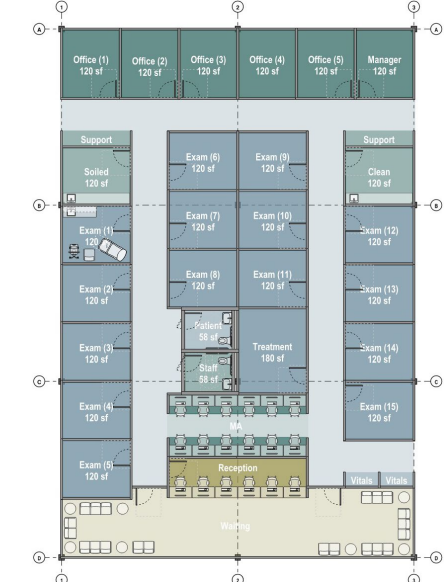 1 2 3
A A
Office (1) Office (2) Office (3) Office (4) Office (5) Manager
120 sf 120 sf 120 sf 120 sf 120 sf 120 sf
Support Support
Soiled Exam (6) Exam (9) Clean
120 sf 120 sf 120 sf 120 sf
B B
Exam (1) Exam (7) Exam (10) Exam (12)
120 120 sf 120 sf 120 sf
Exam (2) Exam (8) Exam (11) Exam (13)
120 sf 120 sf 120 sf 120 sf
Exam (3) Patient Treatment Exam (14)
120 sf 58 sf 180 sf 120 sf
Staff
58 sf
C C
Exam (4) Exam (15)
120 sf 120 sf
MA
Exam (5) Reception
120 sf
Vitals Vitals
Waiting
D D
1 2 3